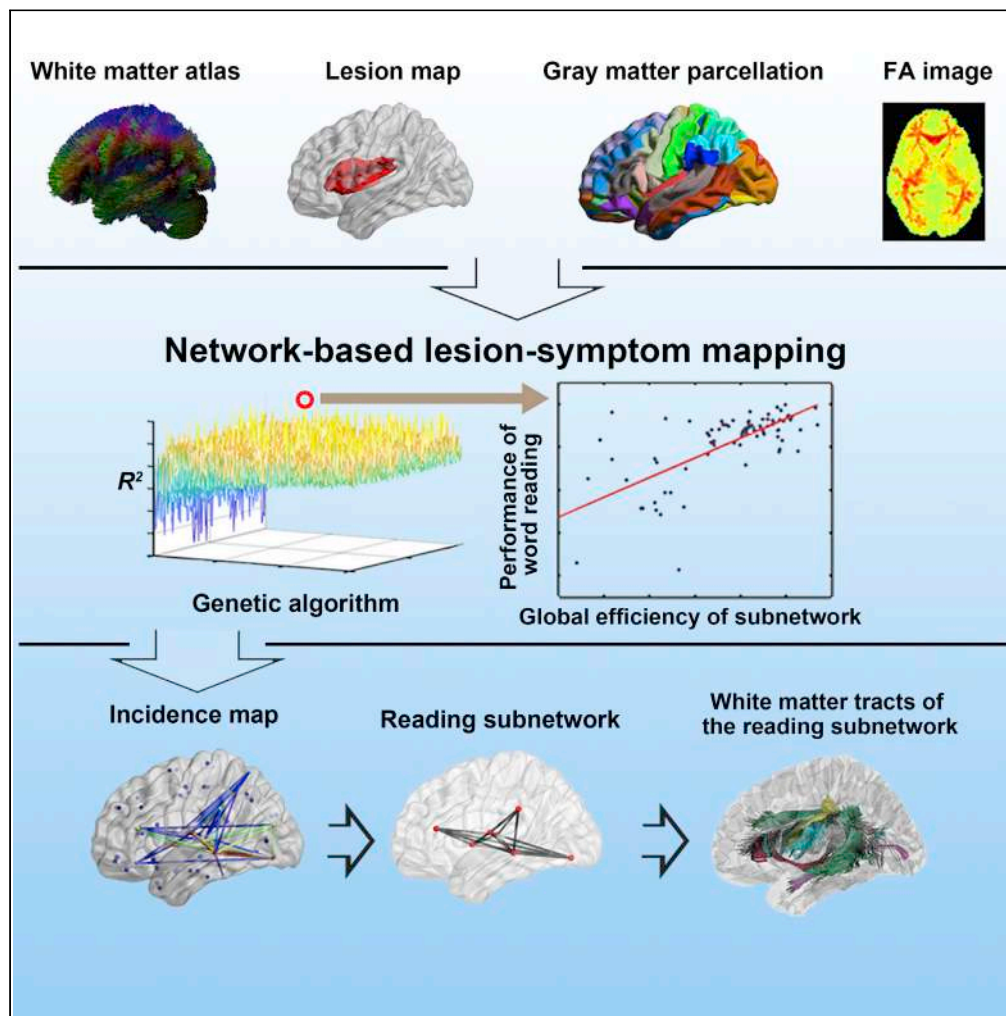 White matter atlas
Lesion map
Gray matter parcellation
FA image
Network-based lesion-symptom mapping
R²
Genetic algorithm
Performance of
word reading
Global efficiency of subnetwork
Incidence map
Reading subnetwork
White matter tracts of
the reading subnetwork